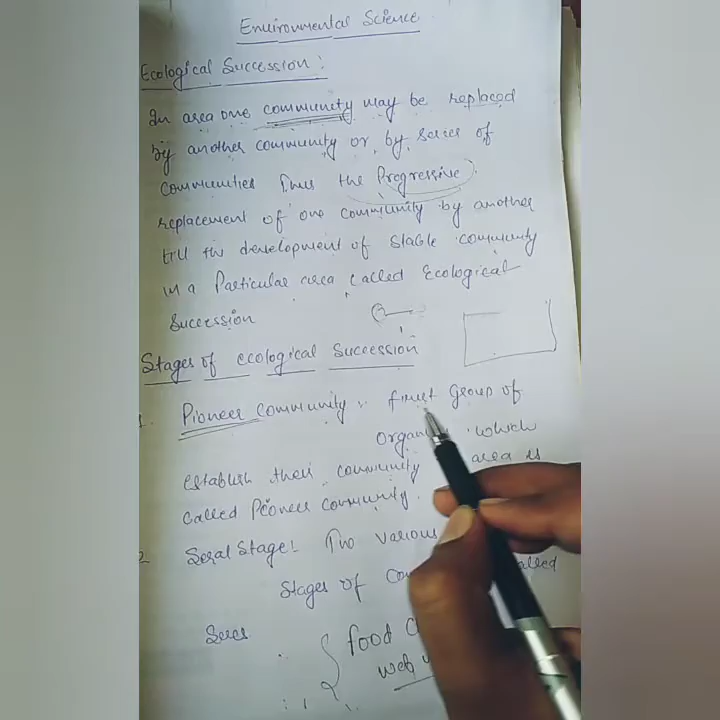 Environmental Science
Ecological Succession:
In area one community may be replaced
by another community or by series of
communities Thus the Progressive
replacement of one community by another
till the development of stable community
in a Particular area called Ecological
Succession
Stages of ecological Succession
1. Pioneer community: first group of
which
establish their community area is
called Pioneer community.
2 Seral Stage: The various
Stages of
food
web